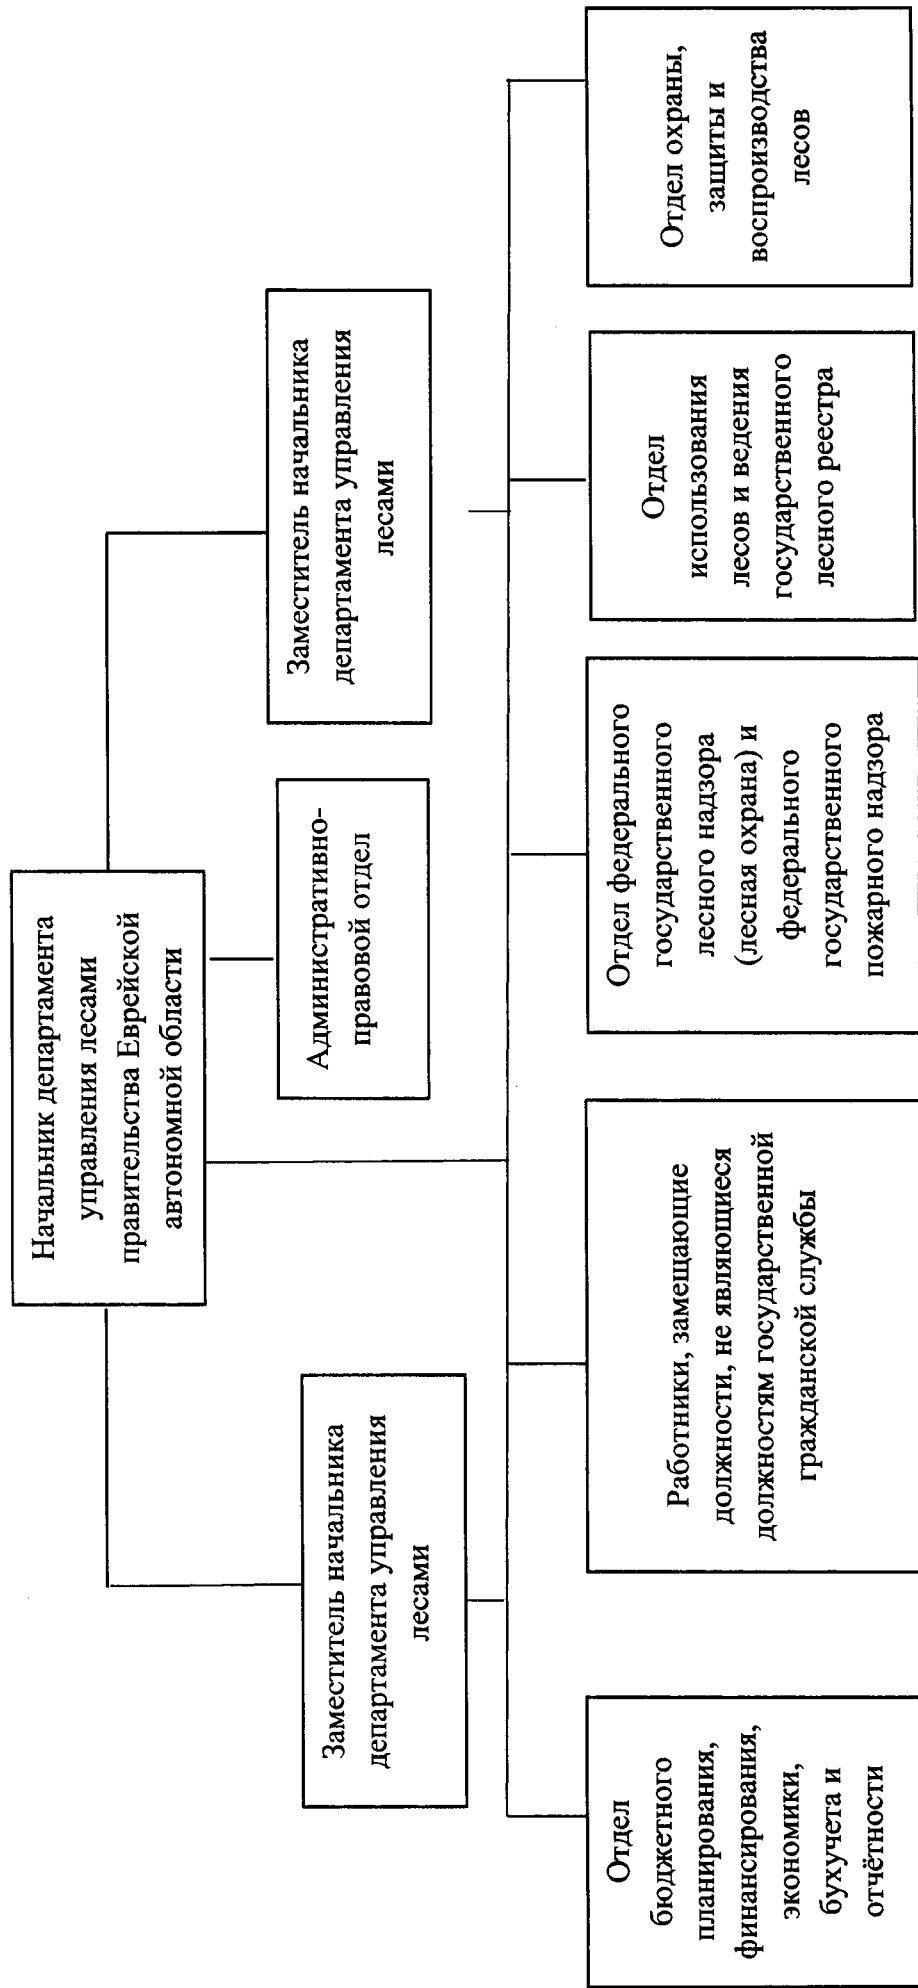 Начальник департамента
управления лесами
правительства Еврейской
автономной области
Заместитель начальника
департамента управления
лесами
Административно-
правовой отдел
Заместитель начальника
департамента управления
лесами
Отдел
бюджетного
планирования,
финансирования,
экономики,
бухучета и
отчётности
Работники, замещающие
должности, не являющиеся
должностям государственной
гражданской службы
Отдел федерального
государственного
лесного надзора
(лесная охрана) и
федерального
государственного
пожарного надзора
Отдел
использования
лесов и ведения
государственного
лесного реестра
Отдел охраны,
защиты и
воспроизводства
лесов